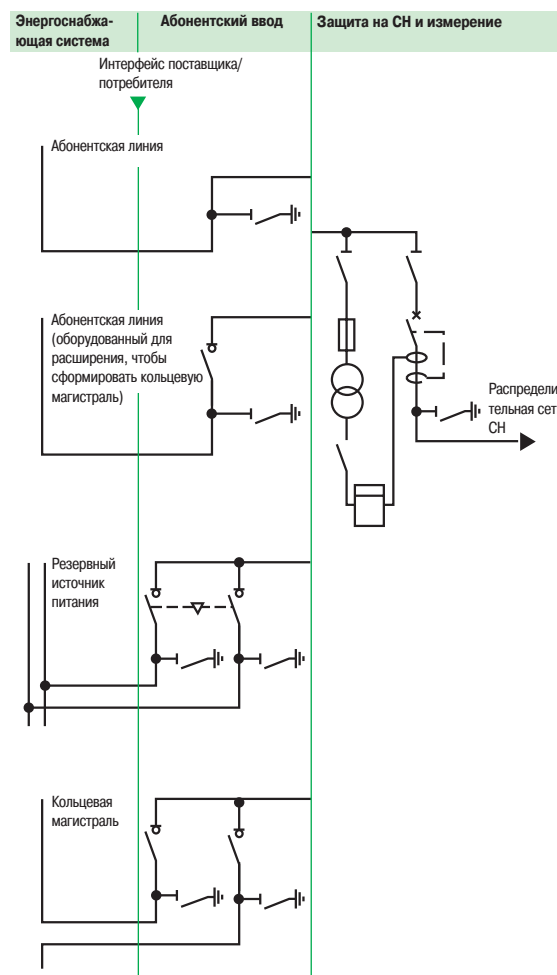 Энергоснабжа-
ющая система
Абонентский ввод
Защита на СН и измерение
Интерфейс поставщика/
потребителя
Абонентская линия
Абонентская линия
(оборудованный для
расширения, чтобы
сформировать кольцевую
магистраль)
Распредели
тельная сет
СН
Резервный
источник
питания
Кольцевая
магистраль